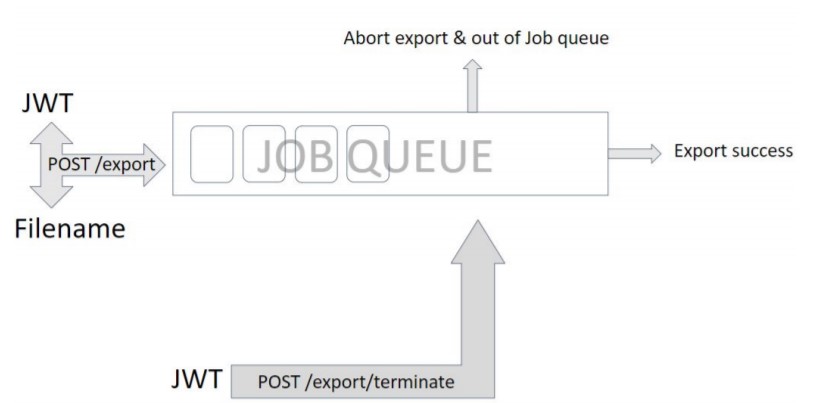 Abort export & out of Job queue
JWT
POST /export
JOB QUEUE
Export success
Filename
JWT
POST /export/terminate